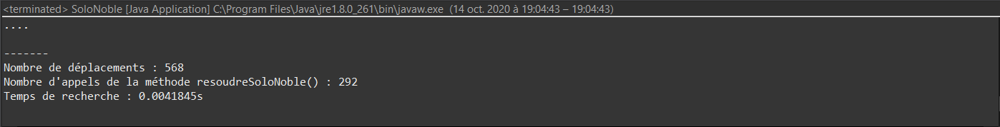 <terminated> SoloNoble [Java Application] C:\Program Files\Java\jre1.8.0_261\bin\javaw.exe (14 oct. 2020 à 19:04:43 – 19:04:43)
....
-------
Nombre de déplacements : 568
Nombre d'appels de la méthode resoudreSoloNoble() : 292
Temps de recherche : 0.0041845s